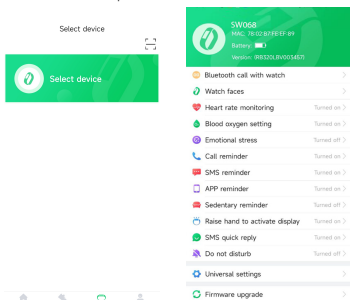 Select device
Select device
SW068
MAC: 78:02:B7:FE:EF:89
Battery:
Version: (RB320LBV003457)
Bluetooth call with watch
Watch faces
Heart rate monitoring Turned on
Blood oxygen setting Turned on
Emotional stress Turned off
Call reminder Turned on
SMS reminder Turned on
APP reminder Turned on
Sedentary reminder Turned off
Raise hand to activate display Turned on
SMS quick reply Turned on
Do not disturb Turned off
Universal settings
Firmware upgrade